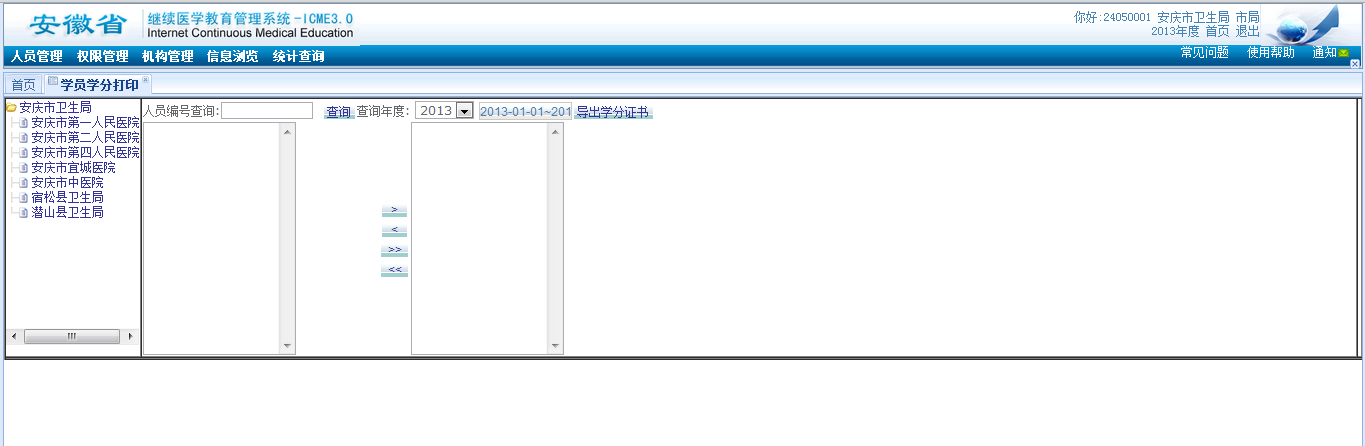 安徽省 继续医学教育管理系统-ICME3.0
Internet Continuous Medical Education
你好:24050001 安庆市卫生局 市局
2013年度 首页 退出
人员管理 权限管理 机构管理 信息浏览 统计查询
常见问题 使用帮助 通知
首页 学员学分打印
安庆市卫生局
安庆市第一人民医院
安庆市第二人民医院
安庆市第四人民医院
安庆市宜城医院
安庆市中医院
宿松县卫生局
潜山县卫生局
人员编号查询: 查询 查询年度: 2013 2013-01-01~201 导出学分证书
>
<
>>
<<